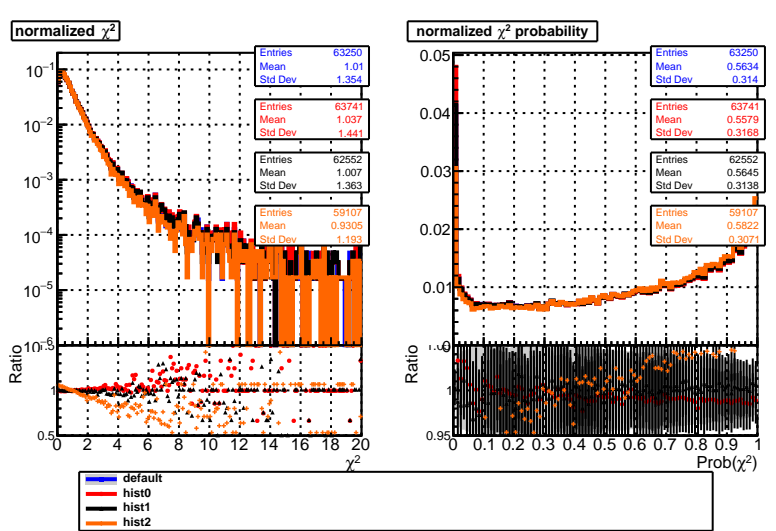 normalized χ²
Entries 63250
Mean 1.01
Std Dev 1.354
Entries 63741
Mean 1.037
Std Dev 1.441
Entries 62552
Mean 1.007
Std Dev 1.363
Entries 59107
Mean 0.9305
Std Dev 1.193
10⁻¹
10⁻²
10⁻³
10⁻⁴
10⁻⁵
Ratio
1
0.5
0 2 4 6 8 10 12 14 16 18 20
χ²
normalized χ² probability
Entries 63250
Mean 0.5634
Std Dev 0.314
Entries 63741
Mean 0.5579
Std Dev 0.3168
Entries 62552
Mean 0.5645
Std Dev 0.3138
Entries 59107
Mean 0.5822
Std Dev 0.3071
0.05
0.04
0.03
0.02
0.01
Ratio
0.95
0 0.1 0.2 0.3 0.4 0.5 0.6 0.7 0.8 0.9 1
Prob(χ²)
default
hist0
hist1
hist2